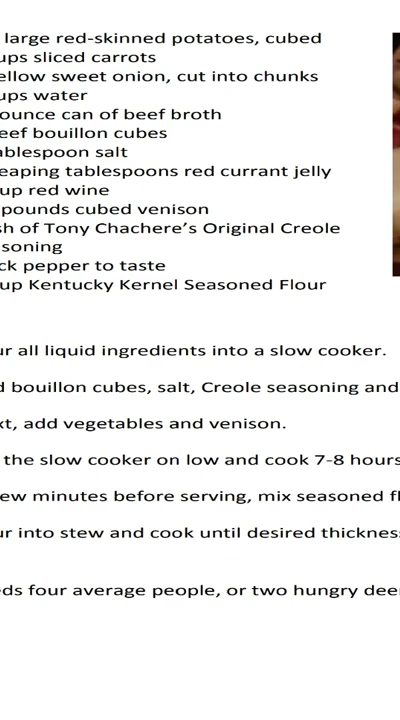 large red-skinned potatoes, cubed
ups sliced carrots
ellow sweet onion, cut into chunks
ups water
ounce can of beef broth
eef bouillon cubes
ablespoon salt
eaping tablespoons red currant jelly
up red wine
pounds cubed venison
sh of Tony Chachere's Original Creole
soning
ck pepper to taste
up Kentucky Kernel Seasoned Flour
ur all liquid ingredients into a slow cooker.
d bouillon cubes, salt, Creole seasoning and
xt, add vegetables and venison.
the slow cooker on low and cook 7-8 hours
ew minutes before serving, mix seasoned fl
ur into stew and cook until desired thicknes
eds four average people, or two hungry deer